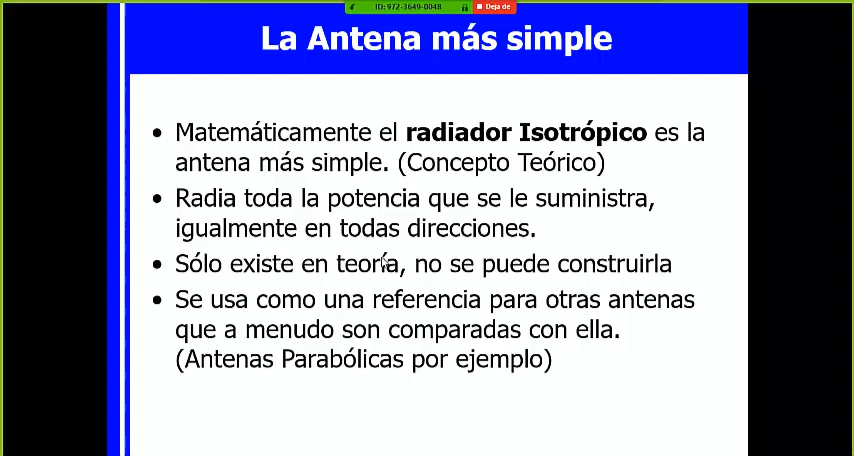 ID: 972-3649-0048
Deja de
La Antena más simple
• Matemáticamente el radiador Isotrópico es la
antena más simple. (Concepto Teórico)
• Radia toda la potencia que se le suministra,
igualmente en todas direcciones.
• Sólo existe en teoría, no se puede construirla
• Se usa como una referencia para otras antenas
que a menudo son comparadas con ella.
(Antenas Parabólicas por ejemplo)